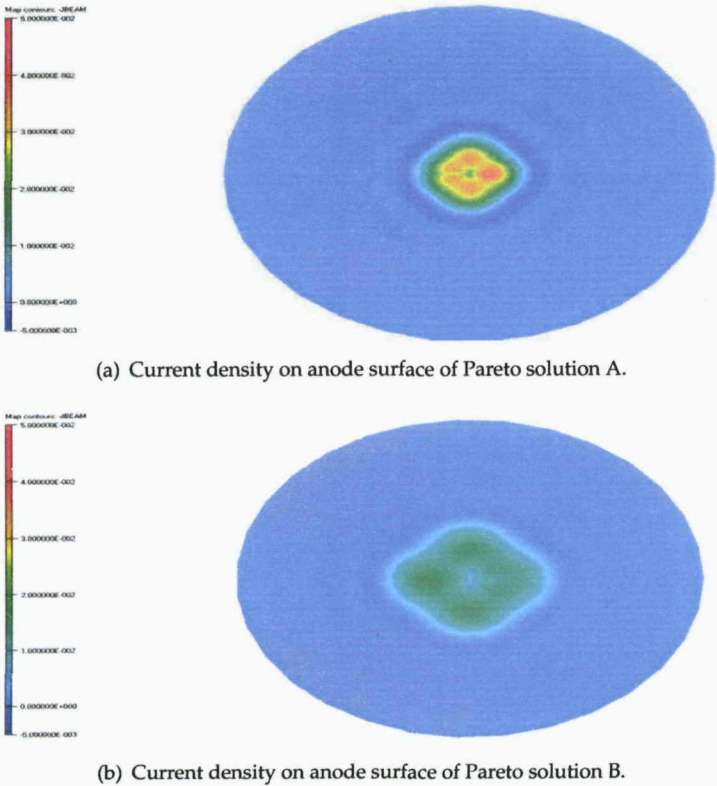 Map contours: JBEAM
5.000000E-002
4.000000E-002
3.000000E-002
2.000000E-002
1.000000E-002
0.000000E+000
-5.000000E-003
(a) Current density on anode surface of Pareto solution A.
Map contours: JBEAM
5.000000E-002
4.000000E-002
3.000000E-002
2.000000E-002
1.000000E-002
0.000000E+000
-5.000000E-003
(b) Current density on anode surface of Pareto solution B.